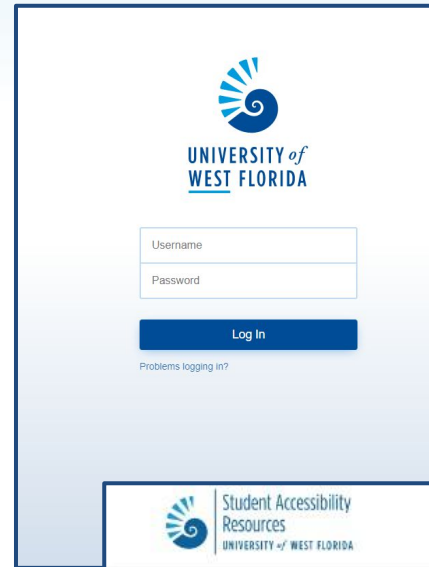 UNIVERSITY of
WEST FLORIDA
Username
Password
Log In
Problems logging in?
Student Accessibility
Resources
UNIVERSITY of WEST FLORIDA